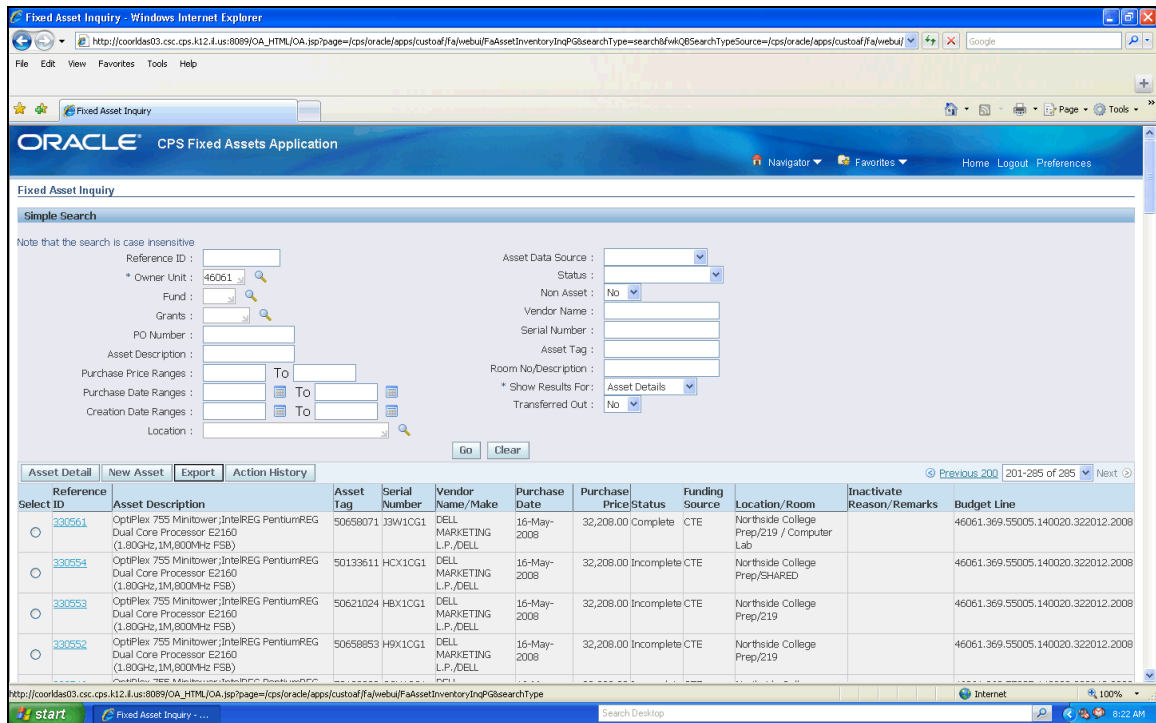 Fixed Asset Inquiry - Windows Internet Explorer
http://coorldas03.csc.cps.k12.il.us:8089/OA_HTML/OA.jsp?page=/cps/oracle/apps/custoaf/fa/webui/FaAssetInventoryInqPG&searchType=search&fwkQBSearchTypeSource=/cps/oracle/apps/custoaf/fa/webui/
Google
File Edit View Favorites Tools Help
Fixed Asset Inquiry
Page Tools
ORACLE CPS Fixed Assets Application
Navigator Favorites Home Logout Preferences
Fixed Asset Inquiry
Simple Search
Note that the search is case insensitive
Reference ID : Asset Data Source :
* Owner Unit : 46061 Status :
Fund : Non Asset : No
Grants : Vendor Name :
PO Number : Serial Number :
Asset Description : Asset Tag :
Purchase Price Ranges : To Room No/Description :
Purchase Date Ranges : To * Show Results For: Asset Details
Creation Date Ranges : To Transferred Out : No
Location :
Go Clear
Asset Detail New Asset Export Action History Previous 200 201-285 of 285 Next
Select Reference ID Asset Description Asset Tag Serial Number Vendor Name/Make Purchase Date Purchase Price Status Funding Source Location/Room Inactivate Reason/Remarks Budget Line
330561 OptiPlex 755 Minitower;IntelREG PentiumREG Dual Core Processor E2160 (1.80GHz,1M,800MHz FSB) 50658071 J3W1CG1 DELL MARKETING L.P./DELL 16-May-2008 32,208.00 Complete CTE Northside College Prep/219 / Computer Lab 46061.369.55005.140020.322012.2008
330554 OptiPlex 755 Minitower;IntelREG PentiumREG Dual Core Processor E2160 (1.80GHz,1M,800MHz FSB) 50133611 HCX1CG1 DELL MARKETING L.P./DELL 16-May-2008 32,208.00 Incomplete CTE Northside College Prep/SHARED 46061.369.55005.140020.322012.2008
330553 OptiPlex 755 Minitower;IntelREG PentiumREG Dual Core Processor E2160 (1.80GHz,1M,800MHz FSB) 50621024 HBX1CG1 DELL MARKETING L.P./DELL 16-May-2008 32,208.00 Incomplete CTE Northside College Prep/219 46061.369.55005.140020.322012.2008
330552 OptiPlex 755 Minitower;IntelREG PentiumREG Dual Core Processor E2160 (1.80GHz,1M,800MHz FSB) 50658853 H9X1CG1 DELL MARKETING L.P./DELL 16-May-2008 32,208.00 Incomplete CTE Northside College Prep/219 46061.369.55005.140020.322012.2008
http://coorldas03.csc.cps.k12.il.us:8089/OA_HTML/OA.jsp?page=/cps/oracle/apps/custoaf/fa/webui/FaAssetInventoryInqPG&searchType Internet 100%
start Fixed Asset Inquiry - ... Search Desktop 8:22 AM